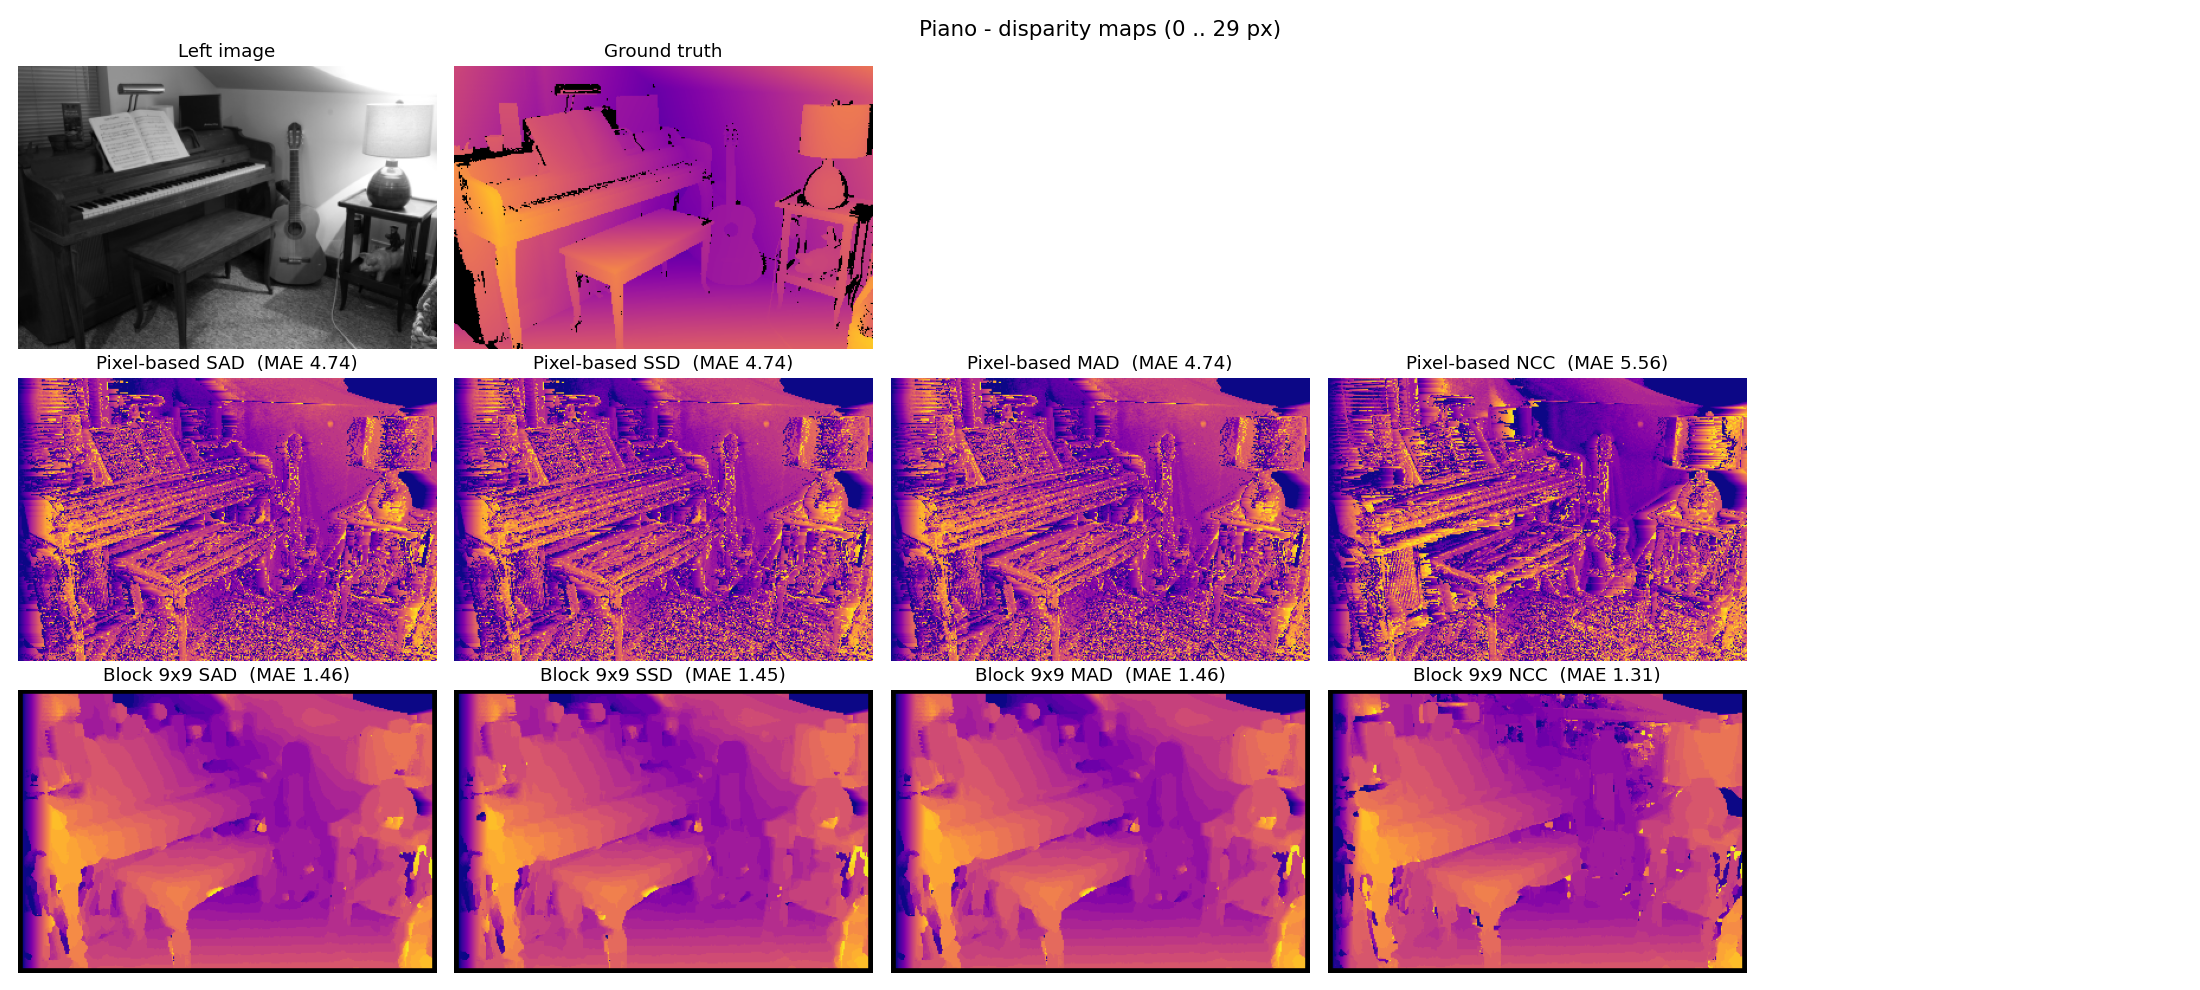 Piano - disparity maps (0 .. 29 px)
Left image
Ground truth
Pixel-based SAD (MAE 4.74)
Pixel-based SSD (MAE 4.74)
Pixel-based MAD (MAE 4.74)
Pixel-based NCC (MAE 5.56)
Block 9x9 SAD (MAE 1.46)
Block 9x9 SSD (MAE 1.45)
Block 9x9 MAD (MAE 1.46)
Block 9x9 NCC (MAE 1.31)